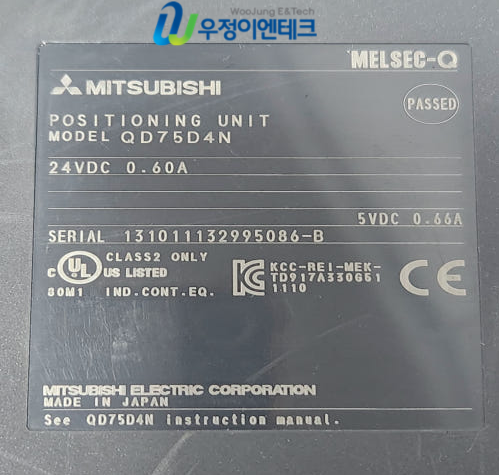 WooJung E&Tech
우정이엔테크
MELSEC-Q
MITSUBISHI
PASSED
POSITIONING UNIT
MODEL QD75D4N
24VDC 0.60A
5VDC 0.66A
SERIAL 131011132995086-B
CLASS2 ONLY
C UL US LISTED
80M1 IND.CONT.EQ.
KCC-REI-MEK-
TD917A330G51
1110
CE
MITSUBISHI ELECTRIC CORPORATION
MADE IN JAPAN
See QD75D4N instruction manual.